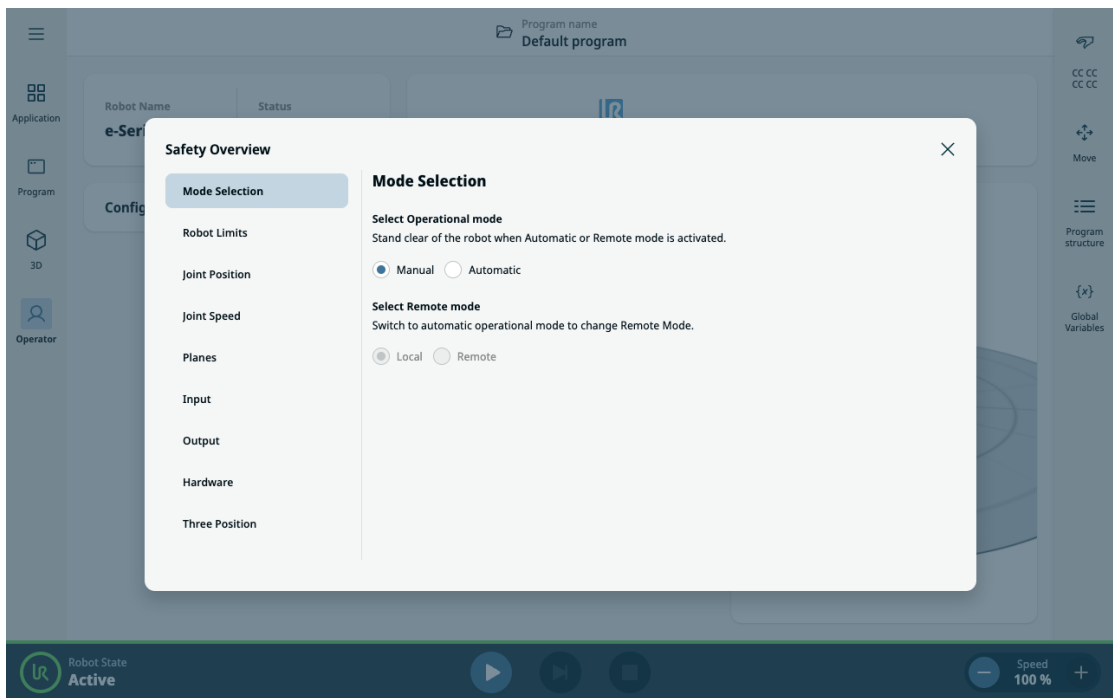 Program name
Default program
Application
Program
3D
Operator
Robot Name
Status
e-Seri
Config
Safety Overview
Mode Selection
Robot Limits
Joint Position
Joint Speed
Planes
Input
Output
Hardware
Three Position
Mode Selection
Select Operational mode
Stand clear of the robot when Automatic or Remote mode is activated.
Manual
Automatic
Select Remote mode
Switch to automatic operational mode to change Remote Mode.
Local
Remote
CC CC
CC CC
Move
Program
structure
{x}
Global
Variables
Robot State
Active
Speed
100 %